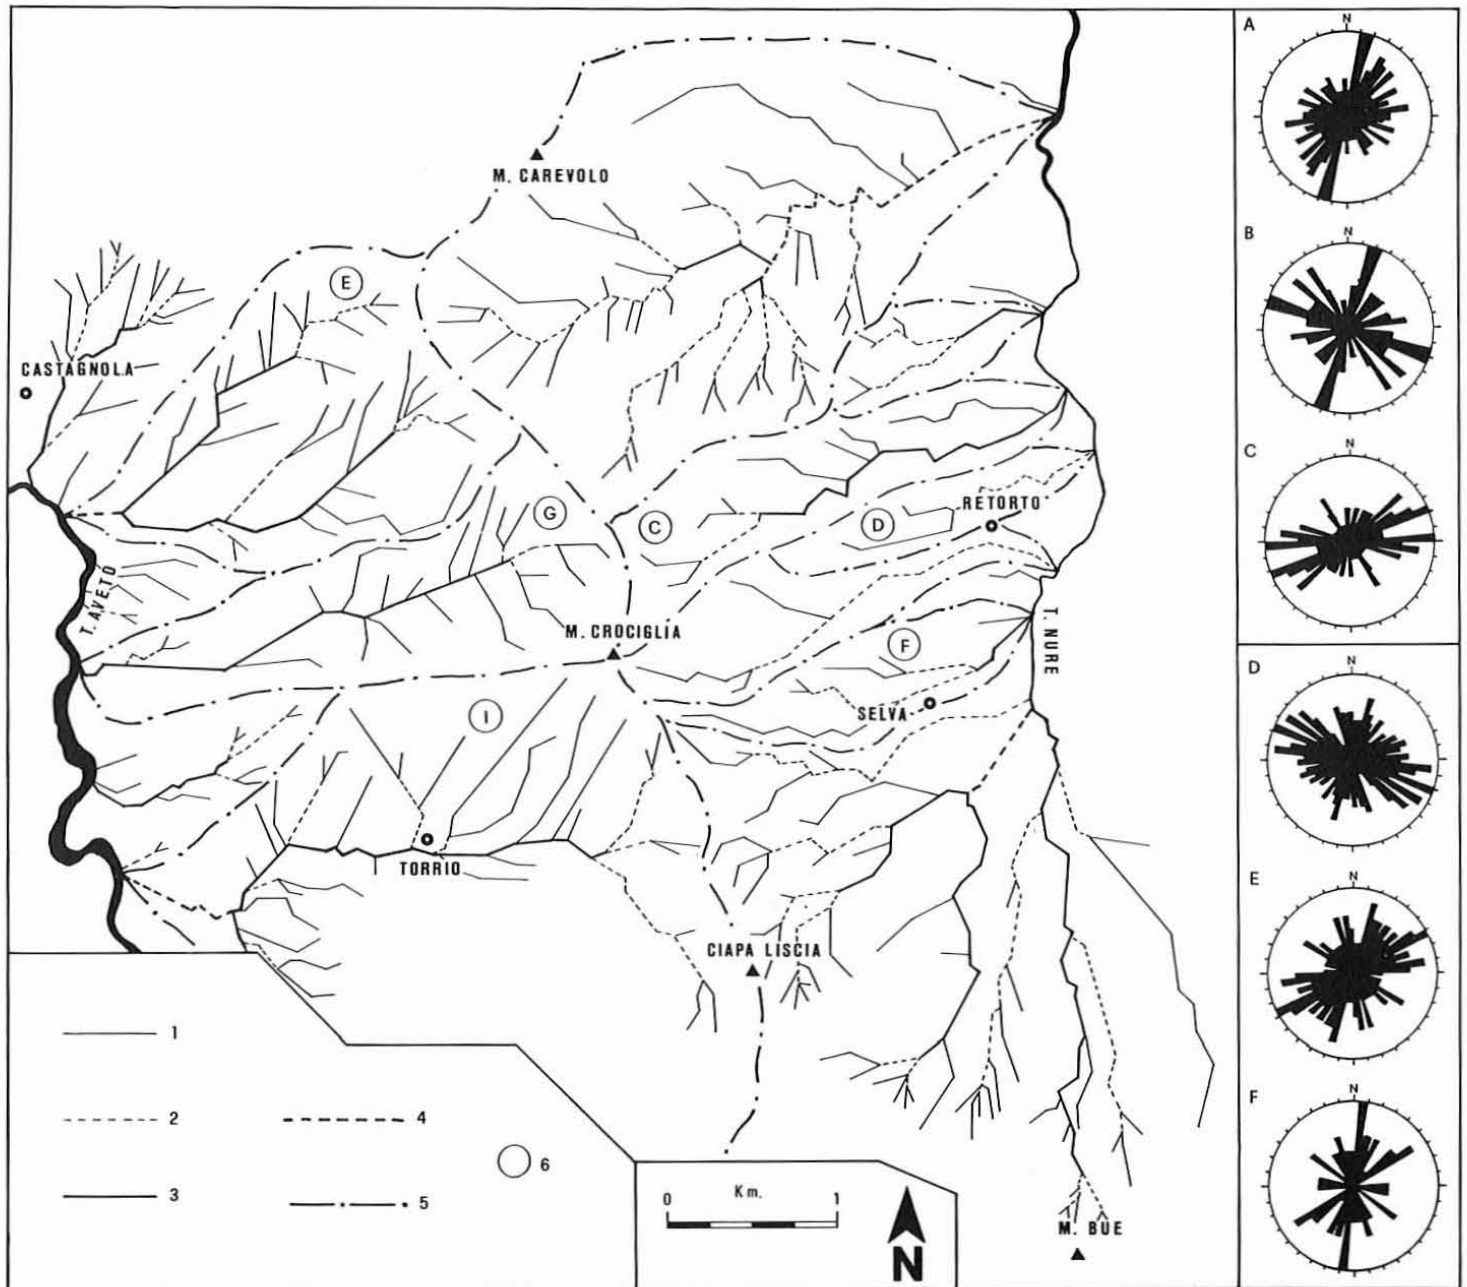 M. CAREVOLO
E
CASTAGNOLA
G
C
D
RETORTO
T. AVETO
M. CROCIGLIA
F
T. NURE
I
SELVA
TORRIO
CIAPA LISCIA
M. BUE
1
2
3
4
5
6
0 Km. 1
N
A
N
B
N
C
N
D
N
E
N
F
N